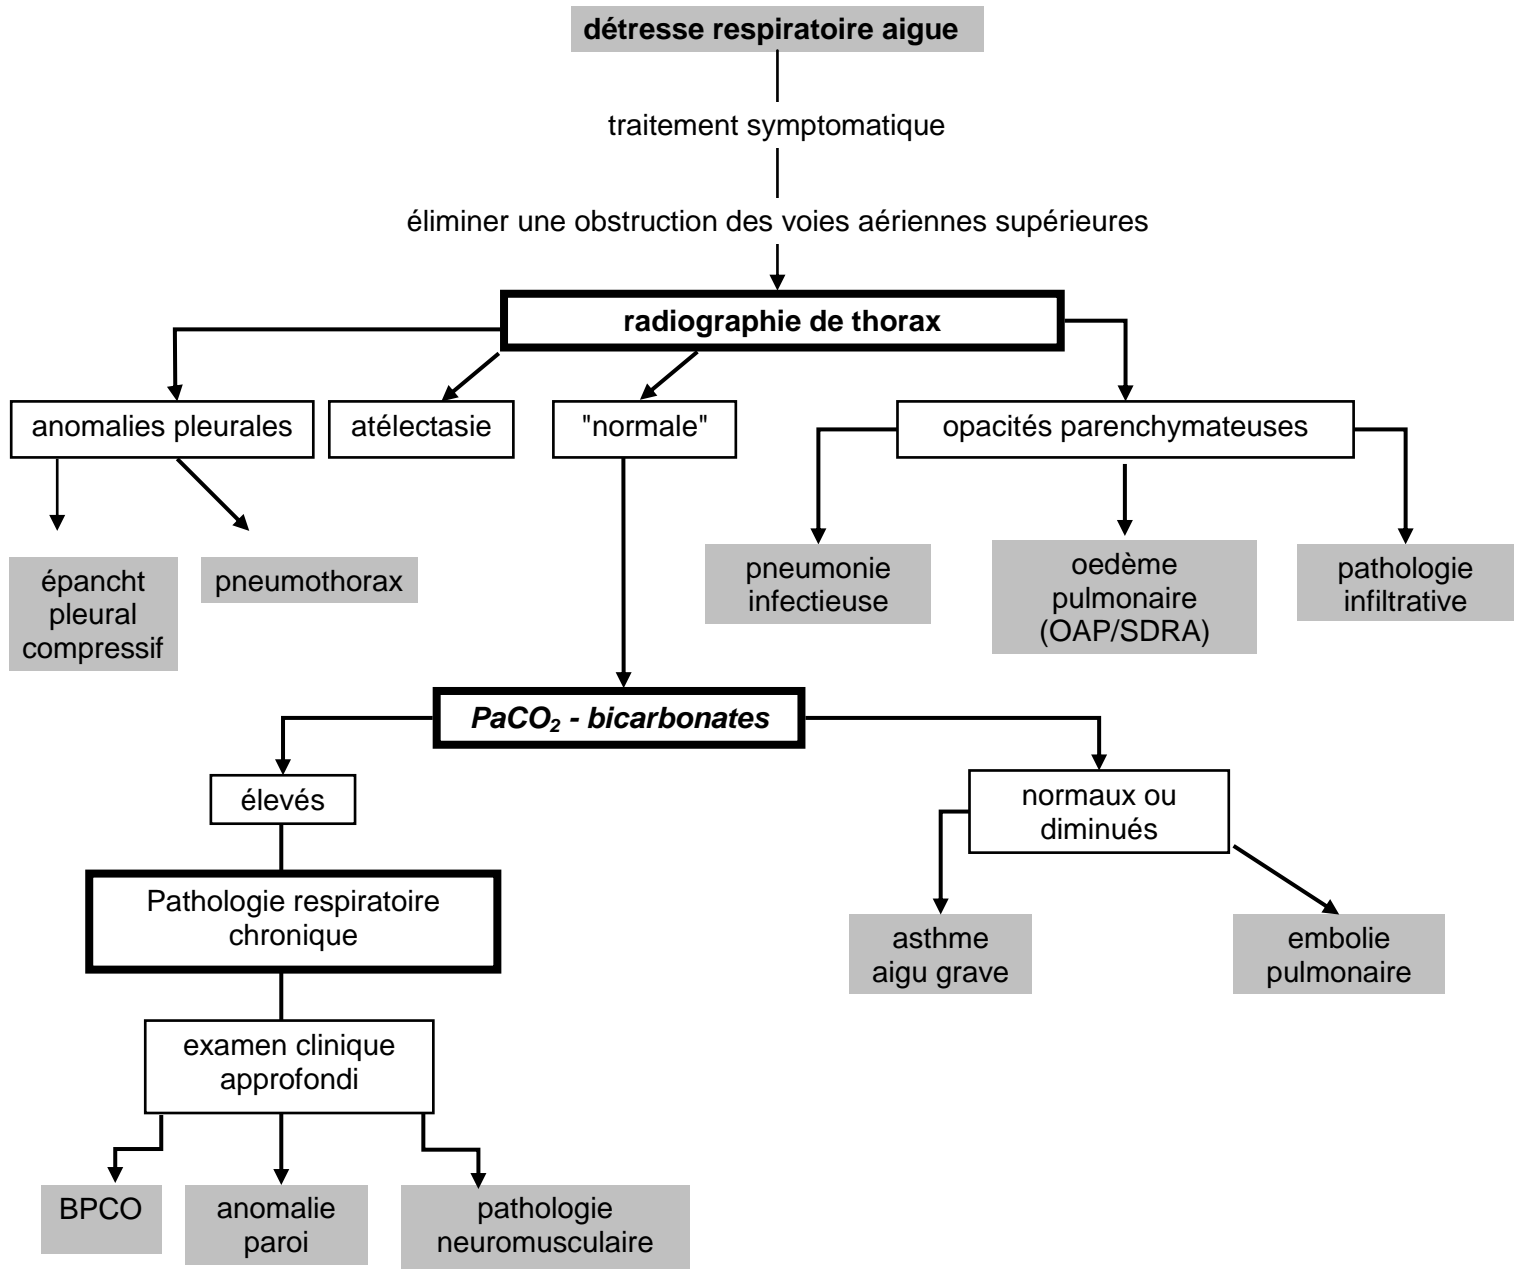 détresse respiratoire aigue
traitement symptomatique
éliminer une obstruction des voies aériennes supérieures
radiographie de thorax
anomalies pleurales
atélectasie
"normale"
opacités parenchymateuses
épancht
pleural
compressif
pneumothorax
pneumonie
infectieuse
oedème
pulmonaire
(OAP/SDRA)
pathologie
infiltrative
PaCO₂ - bicarbonates
élevés
normaux ou
diminués
Pathologie respiratoire
chronique
asthme
aigu grave
embolie
pulmonaire
examen clinique
approfondi
BPCO
anomalie
paroi
pathologie
neuromusculaire